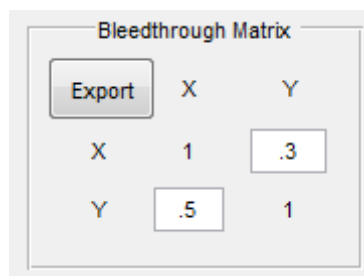 Bleedthrough Matrix
Export X Y
X 1 .3
Y .5 1